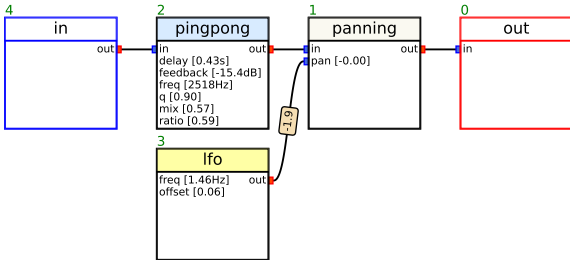 4
in
out
2
pingpong
in
out
delay [0.43s]
feedback [-15.4dB]
freq [2518Hz]
q [0.90]
mix [0.57]
ratio [0.59]
1
panning
in
out
pan [-0.00]
0
out
in
-1.9
3
lfo
freq [1.46Hz]
out
offset [0.06]